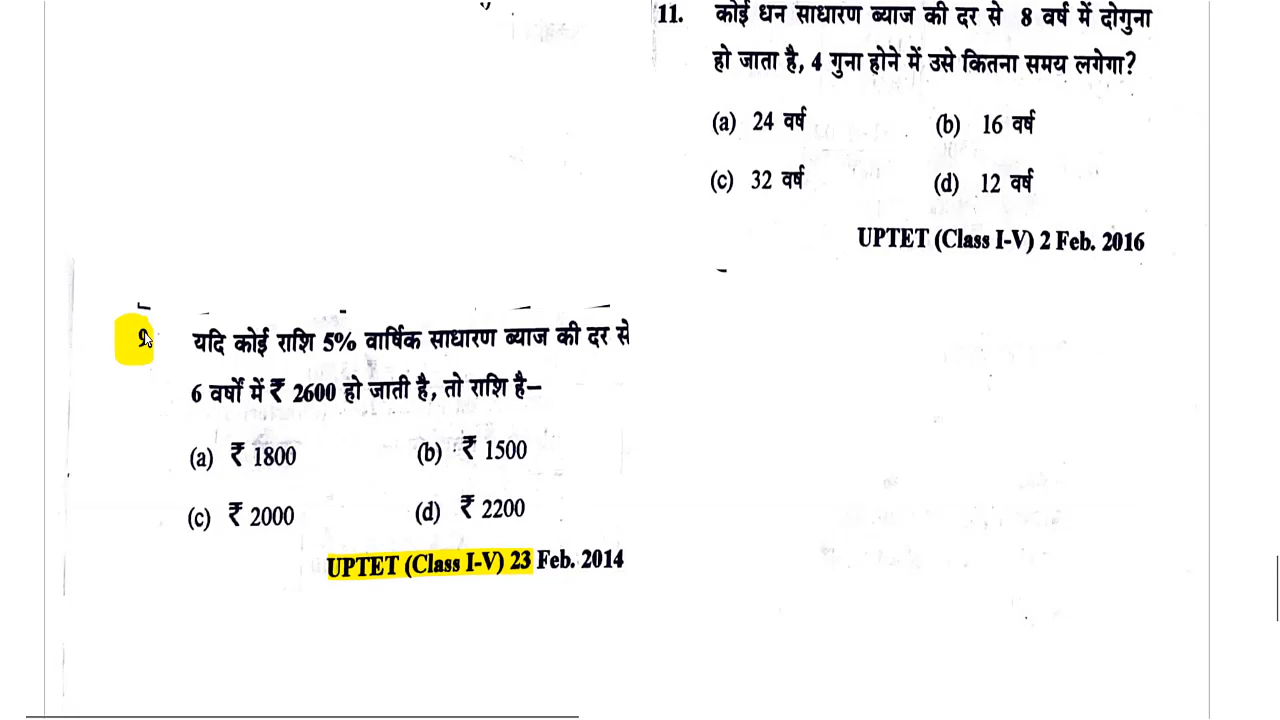 11. कोई धन साधारण ब्याज की दर से 8 वर्ष में दोगुना
हो जाता है, 4 गुना होने में उसे कितना समय लगेगा?
(a) 24 वर्ष (b) 16 वर्ष
(c) 32 वर्ष (d) 12 वर्ष
UPTET (Class I-V) 2 Feb. 2016
यदि कोई राशि 5% वार्षिक साधारण ब्याज की दर से
6 वर्षों में ₹ 2600 हो जाती है, तो राशि है–
(a) ₹ 1800 (b) ₹ 1500
(c) ₹ 2000 (d) ₹ 2200
UPTET (Class I-V) 23 Feb. 2014